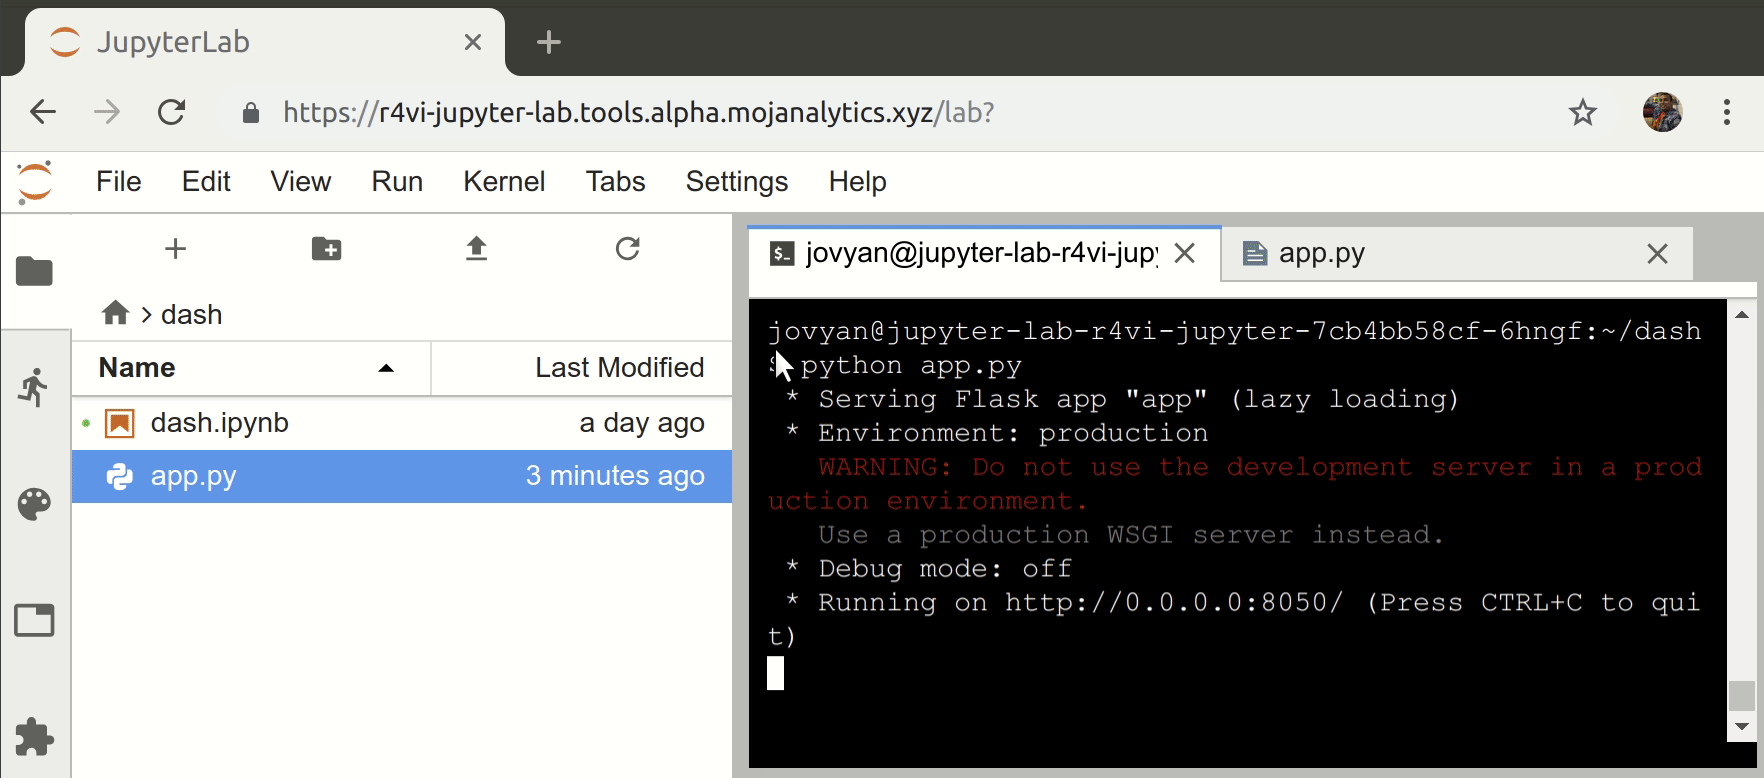 JupyterLab
https://r4vi-jupyter-lab.tools.alpha.mojanalytics.xyz/lab?
File Edit View Run Kernel Tabs Settings Help
jovyan@jupyter-lab-r4vi-jupy
app.py
dash
Name Last Modified
dash.ipynb a day ago
app.py 3 minutes ago
jovyan@jupyter-lab-r4vi-jupyter-7cb4bb58cf-6hngf:~/dash
$ python app.py
* Serving Flask app "app" (lazy loading)
* Environment: production
WARNING: Do not use the development server in a prod
uction environment.
Use a production WSGI server instead.
* Debug mode: off
* Running on http://0.0.0.0:8050/ (Press CTRL+C to qui
t)